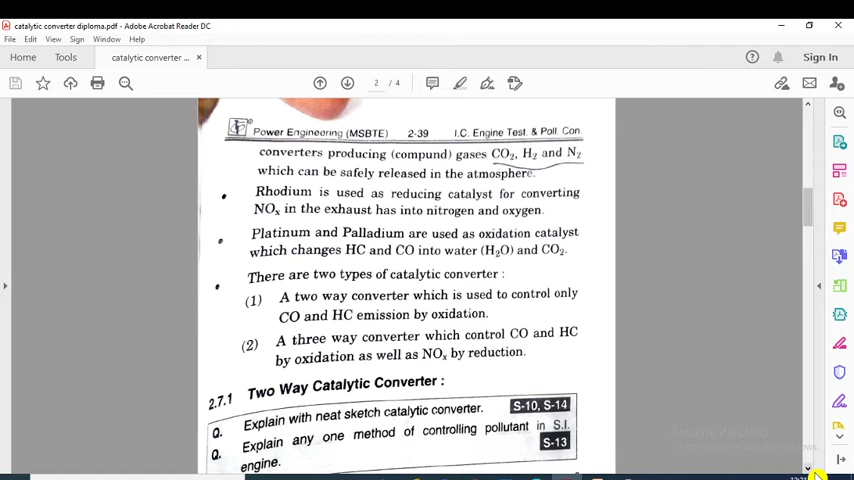 catalytic converter diploma.pdf - Adobe Acrobat Reader DC
File Edit View Sign Window Help
Home Tools catalytic converter ... × Sign In
2 / 4
Power Engineering (MSBTE) 2-39 I.C. Engine Test. & Poll. Con.
converters producing (compund) gases CO₂, H₂ and N₂
which can be safely released in the atmosphere.
• Rhodium is used as reducing catalyst for converting
NOₓ in the exhaust has into nitrogen and oxygen.
• Platinum and Palladium are used as oxidation catalyst
which changes HC and CO into water (H₂O) and CO₂.
• There are two types of catalytic converter :
(1) A two way converter which is used to control only
CO and HC emission by oxidation.
(2) A three way converter which control CO and HC
by oxidation as well as NOₓ by reduction.
2.7.1 Two Way Catalytic Converter :
Q. Explain with neat sketch catalytic converter. S-10, S-14
Q. Explain any one method of controlling pollutant in S.I.
engine. S-13
Activate Windows